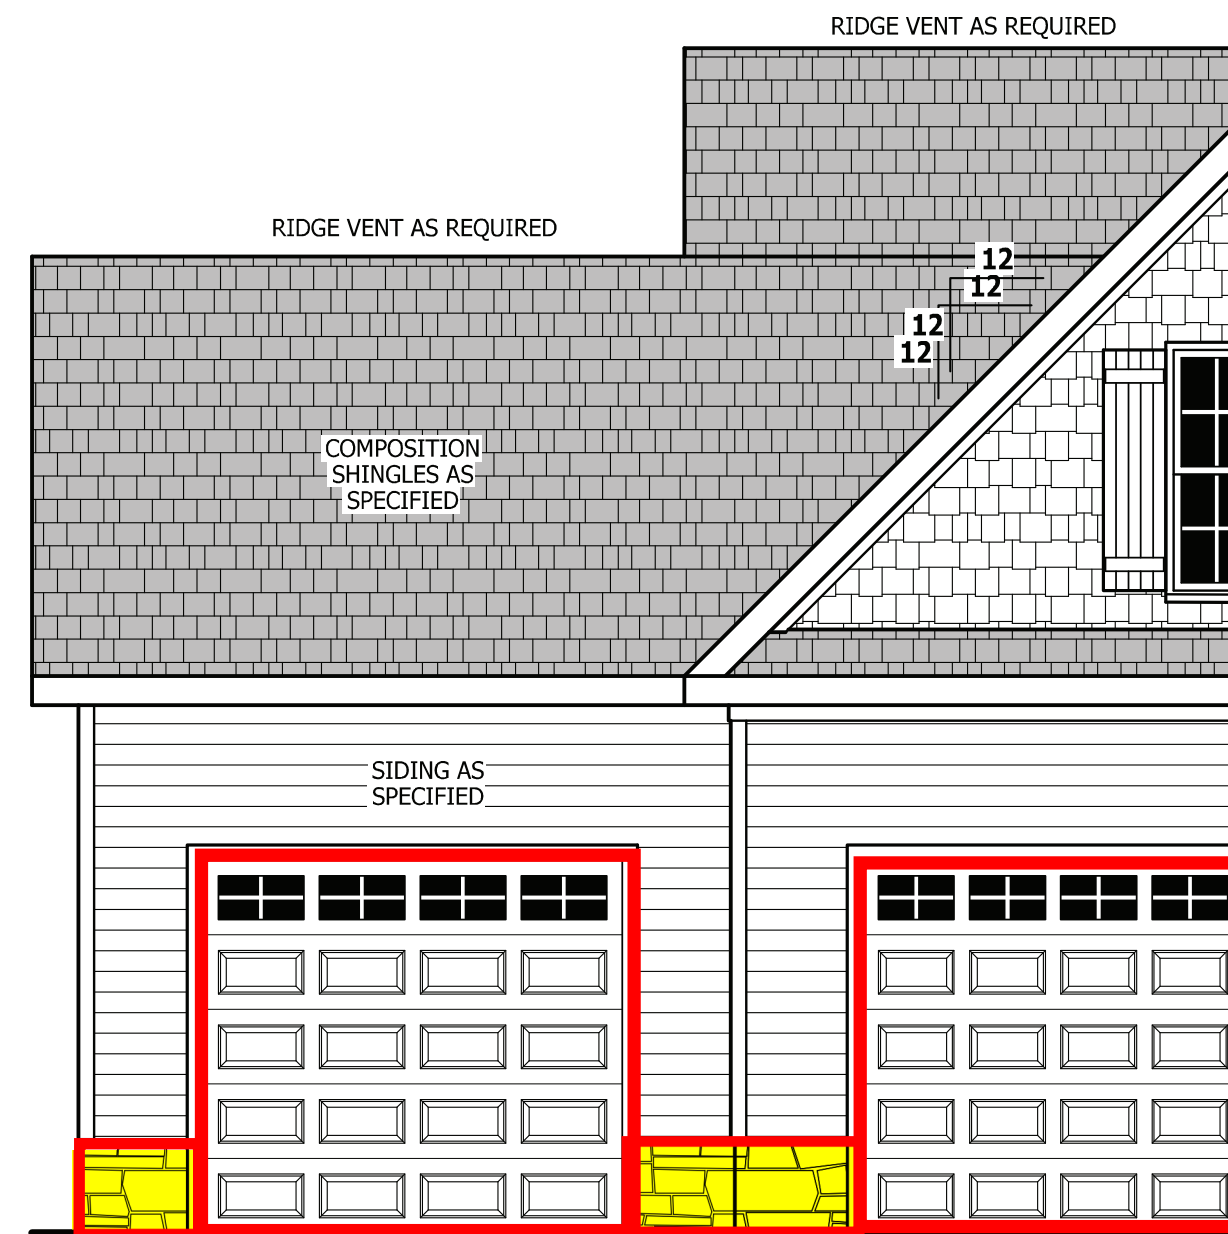 RIDGE VENT AS REQUIRED
RIDGE VENT AS REQUIRED
12
12
12
12
COMPOSITION
SHINGLES AS
SPECIFIED
SIDING AS
SPECIFIED